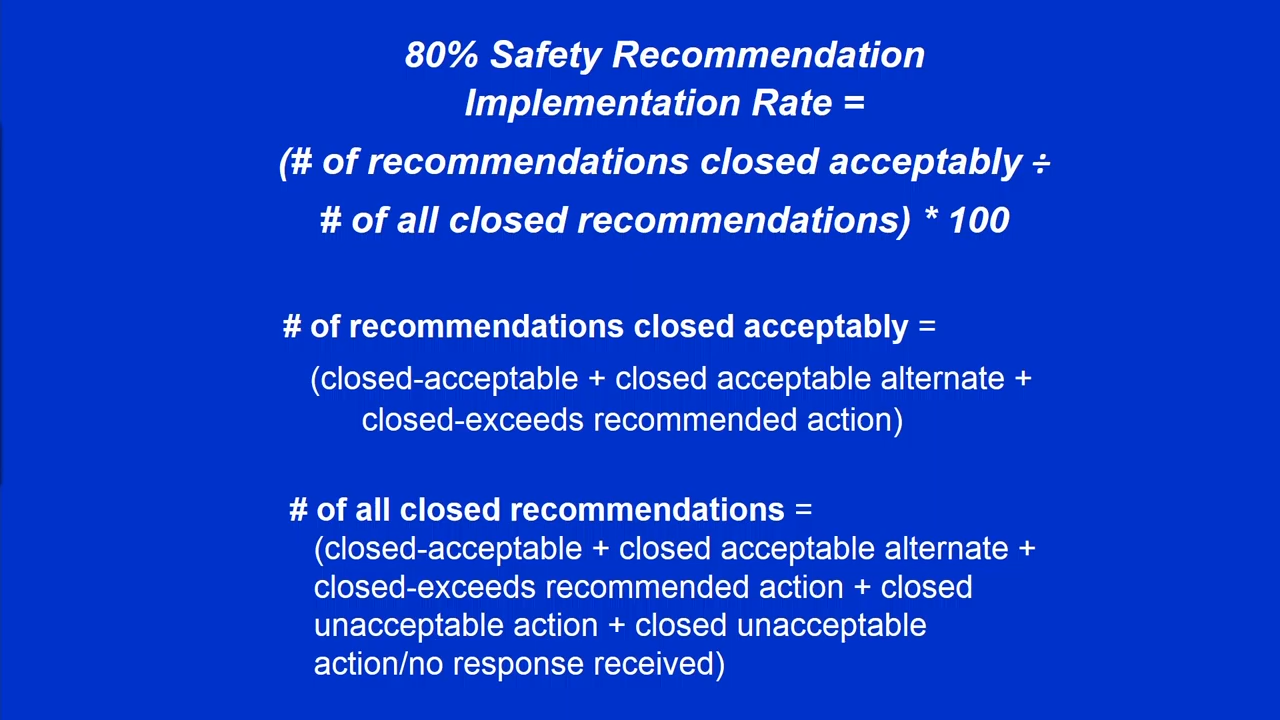 80% Safety Recommendation
Implementation Rate =
(# of recommendations closed acceptably ÷
# of all closed recommendations) * 100
# of recommendations closed acceptably =
(closed-acceptable + closed acceptable alternate +
closed-exceeds recommended action)
# of all closed recommendations =
(closed-acceptable + closed acceptable alternate +
closed-exceeds recommended action + closed
unacceptable action + closed unacceptable
action/no response received)